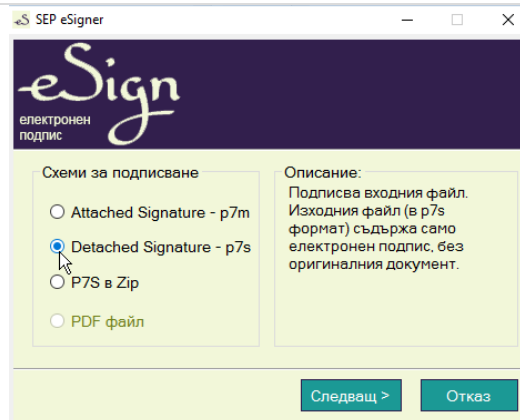 SEP eSigner
eSign
електронен
подпис
Схеми за подписване
Attached Signature - p7m
Detached Signature - p7s
P7S в Zip
PDF файл
Описание:
Подписва входния файл.
Изходния файл (в p7s
формат) съдържа само
електронен подпис, без
оригиналния документ.
Следващ >
Отказ